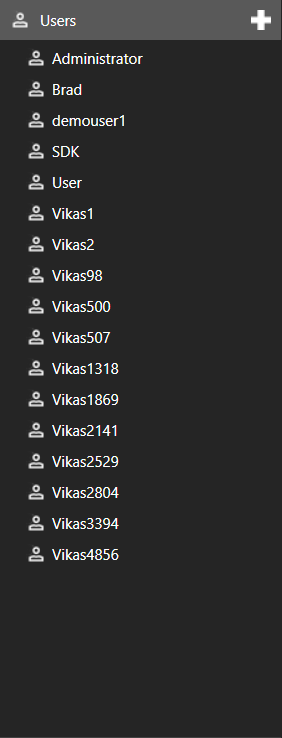 Users
Administrator
Brad
demouser1
SDK
User
Vikas1
Vikas2
Vikas98
Vikas500
Vikas507
Vikas1318
Vikas1869
Vikas2141
Vikas2529
Vikas2804
Vikas3394
Vikas4856